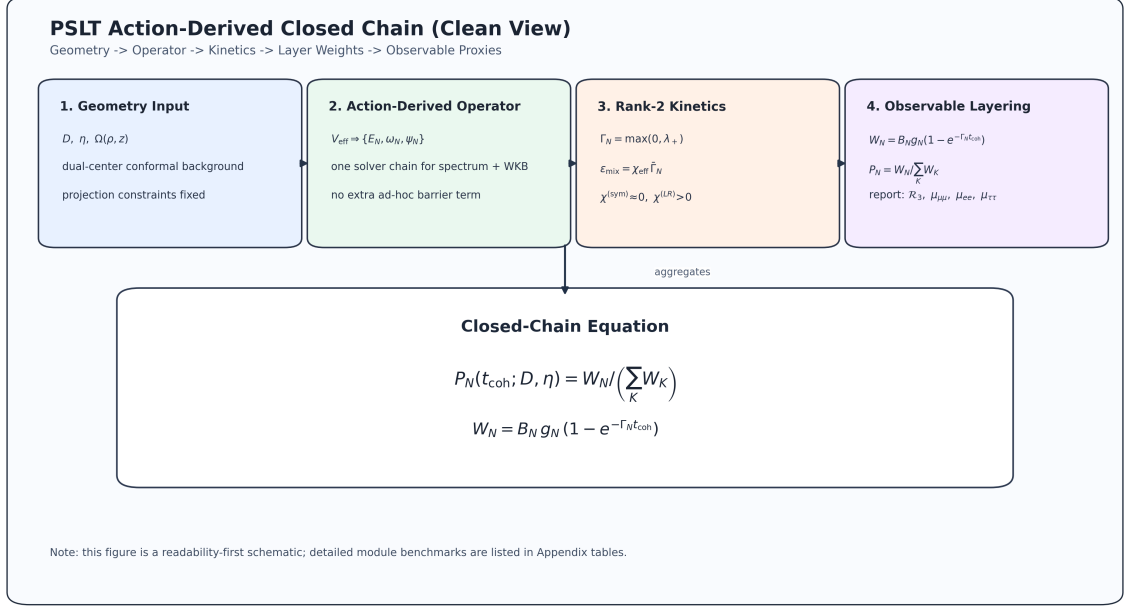 PSLT Action-Derived Closed Chain (Clean View)
Geometry -> Operator -> Kinetics -> Layer Weights -> Observable Proxies
1. Geometry Input
D, η, Ω(ρ, z)
dual-center conformal background
projection constraints fixed
2. Action-Derived Operator
V_eff ⇒ {E_N, ω_N, ψ_N}
one solver chain for spectrum + WKB
no extra ad-hoc barrier term
3. Rank-2 Kinetics
Γ_N = max(0, λ_+)
ε_mix = χ_eff Γ̄_N
χ^(sym) ≈ 0, χ^(LR) > 0
4. Observable Layering
W_N = B_N g_N (1 − e^{−Γ_N t_coh})
P_N = W_N / ∑_K W_K
report: ℛ_3, μ_μμ, μ_ee, μ_ττ
aggregates
Closed-Chain Equation
P_N(t_coh; D, η) = W_N / (∑_K W_K)
W_N = B_N g_N (1 − e^{−Γ_N t_coh})
Note: this figure is a readability-first schematic; detailed module benchmarks are listed in Appendix tables.